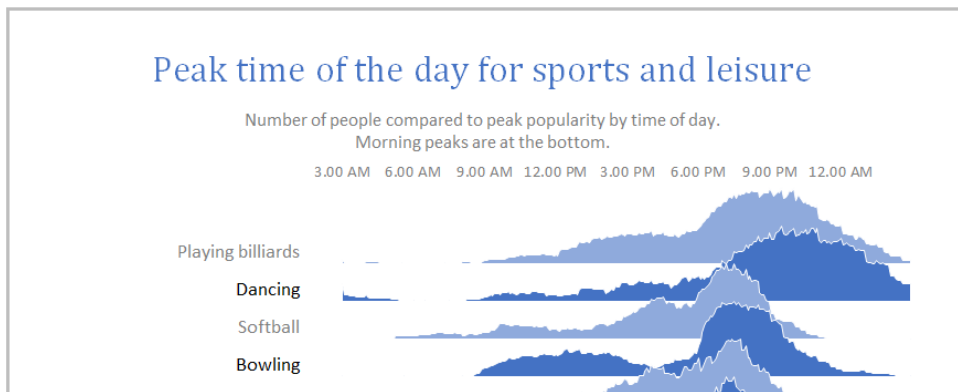 Peak time of the day for sports and leisure
Number of people compared to peak popularity by time of day.
Morning peaks are at the bottom.
3.00 AM 6.00 AM 9.00 AM 12.00 PM 3.00 PM 6.00 PM 9.00 PM 12.00 AM
Playing billiards
Dancing
Softball
Bowling